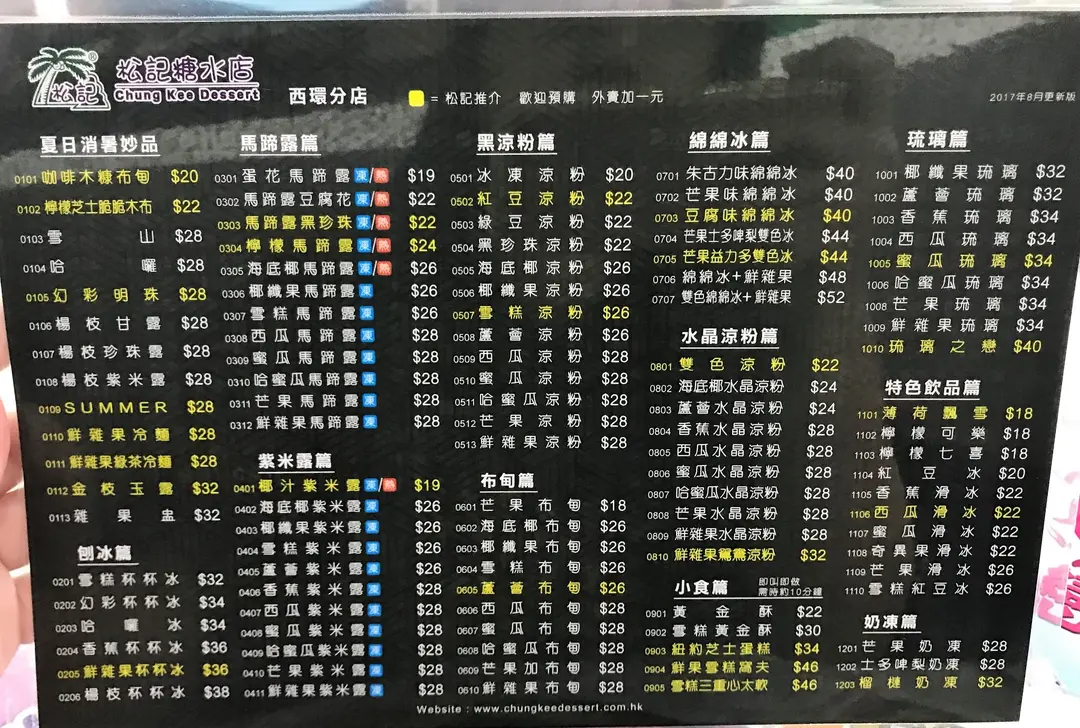 松記糖水店
Chung Kee Dessert
松記
西環分店
= 松記推介 歡迎預購 外賣加一元
2017年8月更新版
夏日消暑妙品
0101 咖啡木糠布甸 $20
0102 檸檬芝士脆脆木布 $22
0103 雪山 $28
0104 哈囉 $28
0105 幻彩明珠 $28
0106 楊枝甘露 $28
0107 楊枝珍珠露 $28
0108 楊枝紫米露 $28
0109 SUMMER $28
0110 鮮雜果冷麵 $28
0111 鮮雜果綠茶冷麵 $28
0112 金枝玉露 $32
0113 雜果盅 $32
刨冰篇
0201 雪糕杯杯冰 $32
0202 幻彩杯杯冰 $34
0203 哈囉冰 $34
0204 香蕉杯杯冰 $36
0205 鮮雜果杯杯冰 $36
0206 楊枝杯杯冰 $38
馬蹄露篇
0301 蛋花馬蹄露 凍/熱 $19
0302 馬蹄露豆腐花 凍/熱 $22
0303 馬蹄露黑珍珠 凍/熱 $22
0304 檸檬馬蹄露 凍/熱 $24
0305 海底椰馬蹄露 凍/熱 $26
0306 椰纖果馬蹄露 凍 $26
0307 雪糕馬蹄露 凍 $26
0308 西瓜馬蹄露 凍 $28
0309 蜜瓜馬蹄露 凍 $28
0310 哈蜜瓜馬蹄露 凍 $28
0311 芒果馬蹄露 凍 $28
0312 鮮雜果馬蹄露 凍 $28
紫米露篇
0401 椰汁紫米露 凍/熱 $19
0402 海底椰紫米露 凍 $26
0403 椰纖果紫米露 凍 $26
0404 雪糕紫米露 凍 $26
0405 蘆薈紫米露 凍 $26
0406 香蕉紫米露 凍 $28
0407 西瓜紫米露 凍 $28
0408 蜜瓜紫米露 凍 $28
0409 哈蜜瓜紫米露 凍 $28
0410 芒果紫米露 凍 $28
0411 鮮雜果紫米露 凍 $28
黑涼粉篇
0501 冰凍涼粉 $20
0502 紅豆涼粉 $22
0503 綠豆涼粉 $22
0504 黑珍珠涼粉 $22
0505 海底椰涼粉 $26
0506 椰纖果涼粉 $26
0507 雪糕涼粉 $26
0508 蘆薈涼粉 $26
0509 西瓜涼粉 $28
0510 蜜瓜涼粉 $28
0511 哈蜜瓜涼粉 $28
0512 芒果涼粉 $28
0513 鮮雜果涼粉 $28
布甸篇
0601 芒果布甸 $18
0602 海底椰布甸 $26
0603 椰纖果布甸 $26
0604 雪糕布甸 $26
0605 蘆薈布甸 $26
0606 西瓜布甸 $28
0607 蜜瓜布甸 $28
0608 哈蜜瓜布甸 $28
0609 芒果加布甸 $28
0610 鮮雜果布甸 $28
綿綿冰篇
0701 朱古力味綿綿冰 $40
0702 芒果味綿綿冰 $40
0703 豆腐味綿綿冰 $40
0704 芒果士多啤梨雙色冰 $44
0705 芒果益力多雙色冰 $44
0706 綿綿冰+鮮雜果 $48
0707 雙色綿綿冰+鮮雜果 $52
水晶涼粉篇
0801 雙色涼粉 $22
0802 海底椰水晶涼粉 $24
0803 蘆薈水晶涼粉 $24
0804 香蕉水晶涼粉 $28
0805 西瓜水晶涼粉 $28
0806 蜜瓜水晶涼粉 $28
0807 哈蜜瓜水晶涼粉 $28
0808 芒果水晶涼粉 $28
0809 鮮雜果水晶涼粉 $28
0810 鮮雜果鴛鴦涼粉 $32
小食篇 即叫即做 需時約10分鐘
0901 黃金酥 $22
0902 雪糕黃金酥 $30
0903 紐約芝士蛋糕 $34
0904 鮮果雪糕窩夫 $46
0905 雪糕三重心太軟 $46
琉璃篇
1001 椰纖果琉璃 $32
1002 蘆薈琉璃 $32
1003 香蕉琉璃 $34
1004 西瓜琉璃 $34
1005 蜜瓜琉璃 $34
1006 哈蜜瓜琉璃 $34
1008 芒果琉璃 $34
1009 鮮雜果琉璃 $34
1010 琉璃之戀 $40
特色飲品篇
1101 薄荷飄雪 $18
1102 檸檬可樂 $18
1103 檸檬七喜 $18
1104 紅豆冰 $20
1105 香蕉滑冰 $22
1106 西瓜滑冰 $22
1107 蜜瓜滑冰 $22
1108 奇異果滑冰 $22
1109 芒果滑冰 $26
1110 雪糕紅豆冰 $26
奶凍篇
1201 芒果奶凍 $28
1202 士多啤梨奶凍 $28
1203 榴槤奶凍 $32
Website : www.chungkeedessert.com.hk